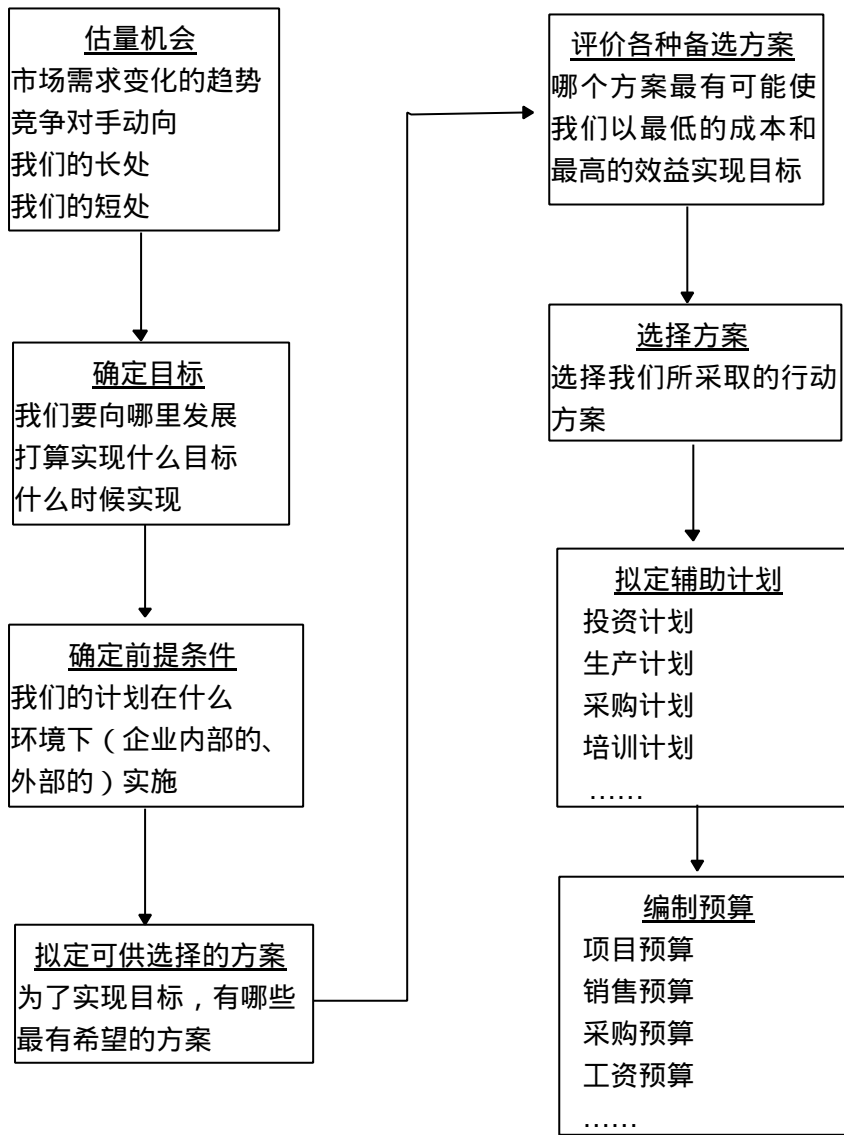 估量机会
市场需求变化的趋势
竞争对手动向
我们的长处
我们的短处
确定目标
我们要向哪里发展
打算实现什么目标
什么时候实现
确定前提条件
我们的计划在什么
环境下（企业内部的、
外部的）实施
拟定可供选择的方案
为了实现目标，有哪些
最有希望的方案
评价各种备选方案
哪个方案最有可能使
我们以最低的成本和
最高的效益实现目标
选择方案
选择我们所采取的行动
方案
拟定辅助计划
投资计划
生产计划
采购计划
培训计划
……
编制预算
项目预算
销售预算
采购预算
工资预算
……